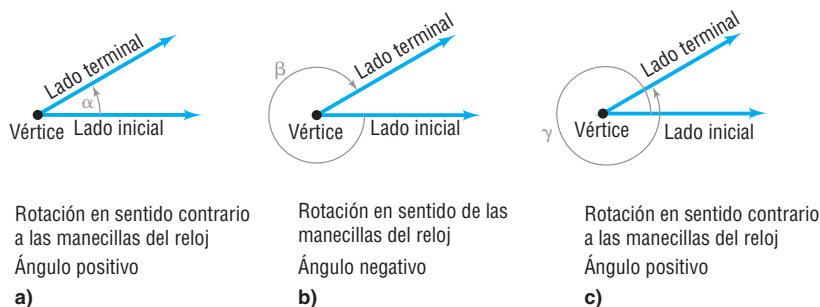 Lado terminal
α
Vértice Lado inicial
Rotación en sentido contrario
a las manecillas del reloj
Ángulo positivo
a)
β
Lado terminal
Vértice Lado inicial
Rotación en sentido de las
manecillas del reloj
Ángulo negativo
b)
Lado terminal
γ
Vértice Lado inicial
Rotación en sentido contrario
a las manecillas del reloj
Ángulo positivo
c)